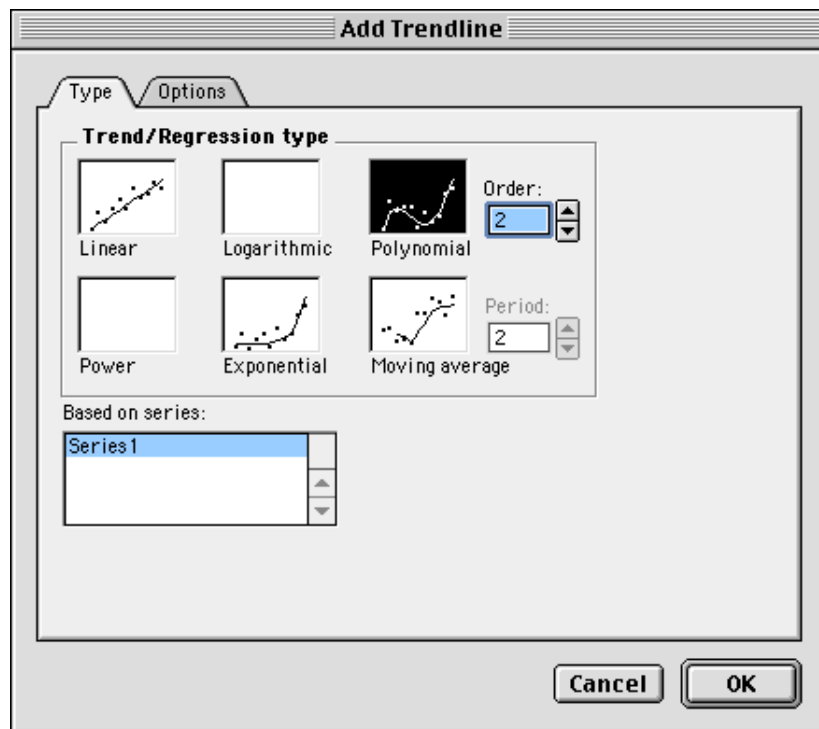 Add Trendline
Type Options
Trend/Regression type
Linear Logarithmic Polynomial
Order:
2
Power Exponential Moving average
Period:
2
Based on series:
Series1
Cancel OK